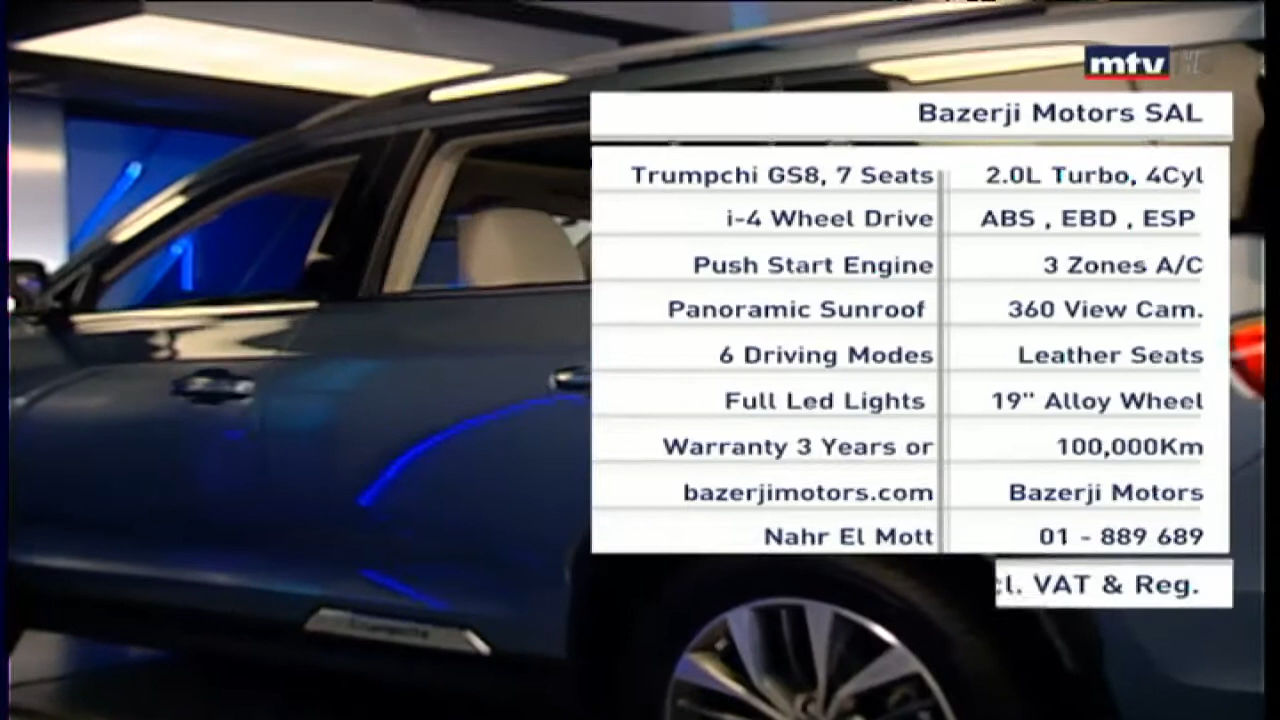 mtv
Bazerji Motors SAL
Trumpchi GS8, 7 Seats 2.0L Turbo, 4Cyl
i-4 Wheel Drive ABS , EBD , ESP
Push Start Engine 3 Zones A/C
Panoramic Sunroof 360 View Cam.
6 Driving Modes Leather Seats
Full Led Lights 19" Alloy Wheel
Warranty 3 Years or 100,000Km
bazerjimotors.com Bazerji Motors
Nahr El Mott 01 - 889 689
l. VAT & Reg.